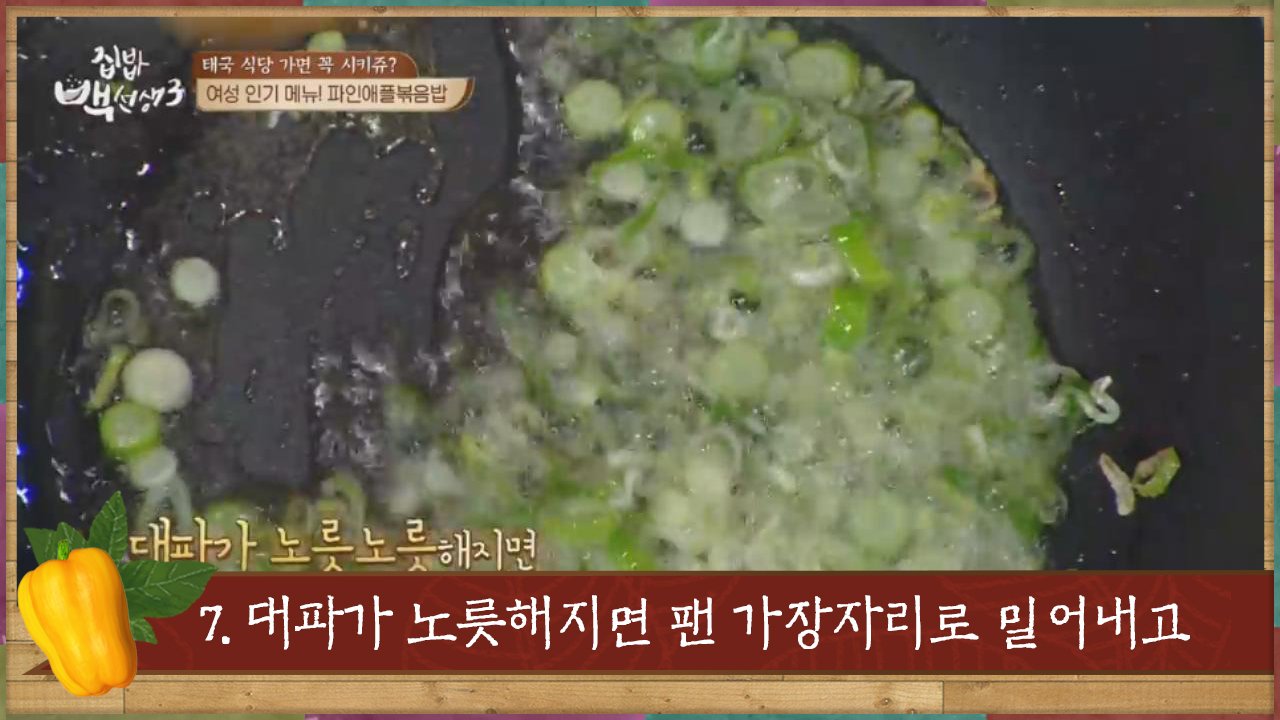 집밥
백선생3
태국 식당 가면 꼭 시키쥬?
여성 인기 메뉴! 파인애플볶음밥
대파가 노릇노릇해지면
7. 대파가 노릇해지면 팬 가장자리로 밀어내고